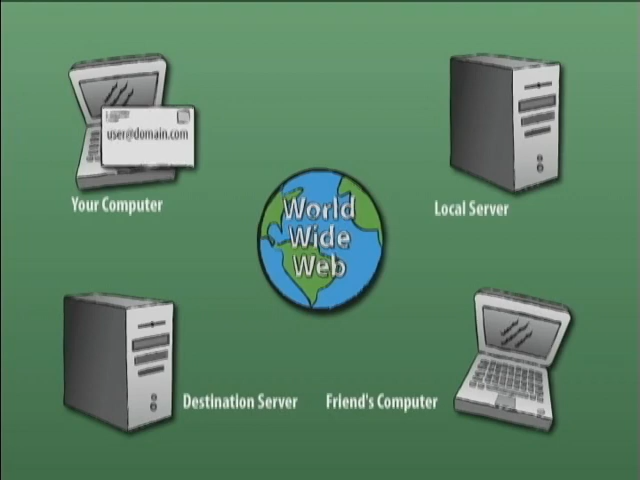 user@domain.com
Your Computer
Local Server
World
Wide
Web
Destination Server
Friend's Computer